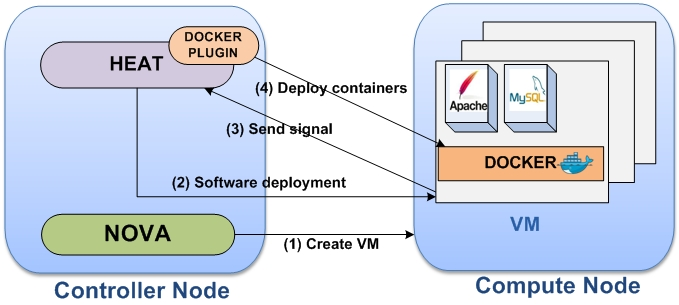 DOCKER
PLUGIN
HEAT
(4) Deploy containers
Apache
MySQL
(3) Send signal
DOCKER
(2) Software deployment
VM
NOVA
(1) Create VM
Controller Node
Compute Node